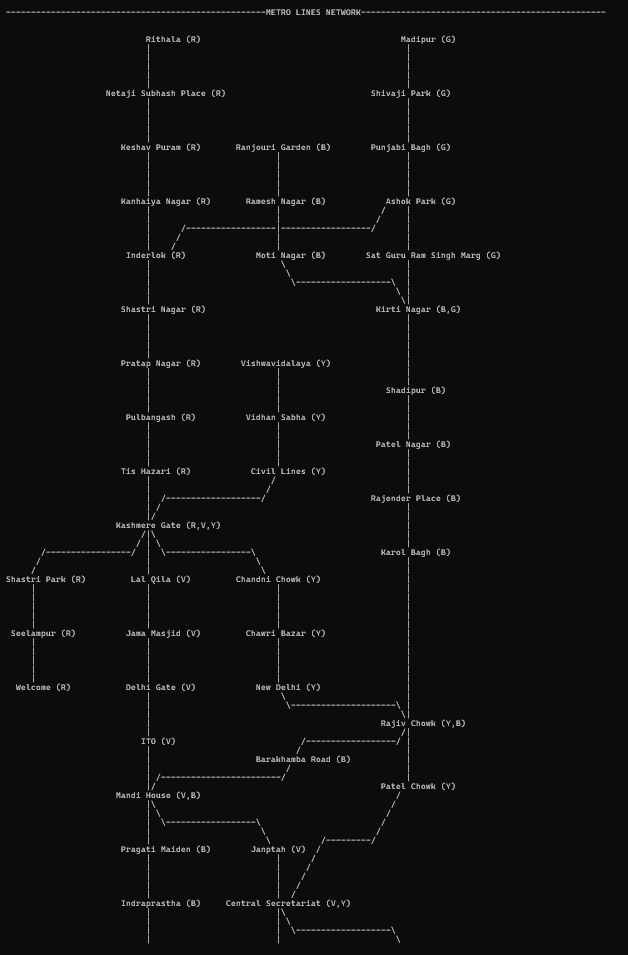 METRO LINES NETWORK
Rithala (R) Madipur (G)
Netaji Subhash Place (R) Shivaji Park (G)
Keshav Puram (R) Ranjouri Garden (B) Punjabi Bagh (G)
Kanhaiya Nagar (R) Ramesh Nagar (B) Ashok Park (G)
Inderlok (R) Moti Nagar (B) Sat Guru Ram Singh Marg (G)
Shastri Nagar (R) Kirti Nagar (B,G)
Pratap Nagar (R) Vishwavidalaya (Y)
Shadipur (B)
Pulbangash (R) Vidhan Sabha (Y)
Patel Nagar (B)
Tis Hazari (R) Civil Lines (Y)
Rajender Place (B)
Kashmere Gate (R,V,Y)
Karol Bagh (B)
Shastri Park (R) Lal Qila (V) Chandni Chowk (Y)
Seelampur (R) Jama Masjid (V) Chawri Bazar (Y)
Welcome (R) Delhi Gate (V) New Delhi (Y)
Rajiv Chowk (Y,B)
ITO (V)
Barakhamba Road (B)
Patel Chowk (Y)
Mandi House (V,B)
Pragati Maiden (B) Janptah (V)
Indraprastha (B) Central Secretariat (V,Y)